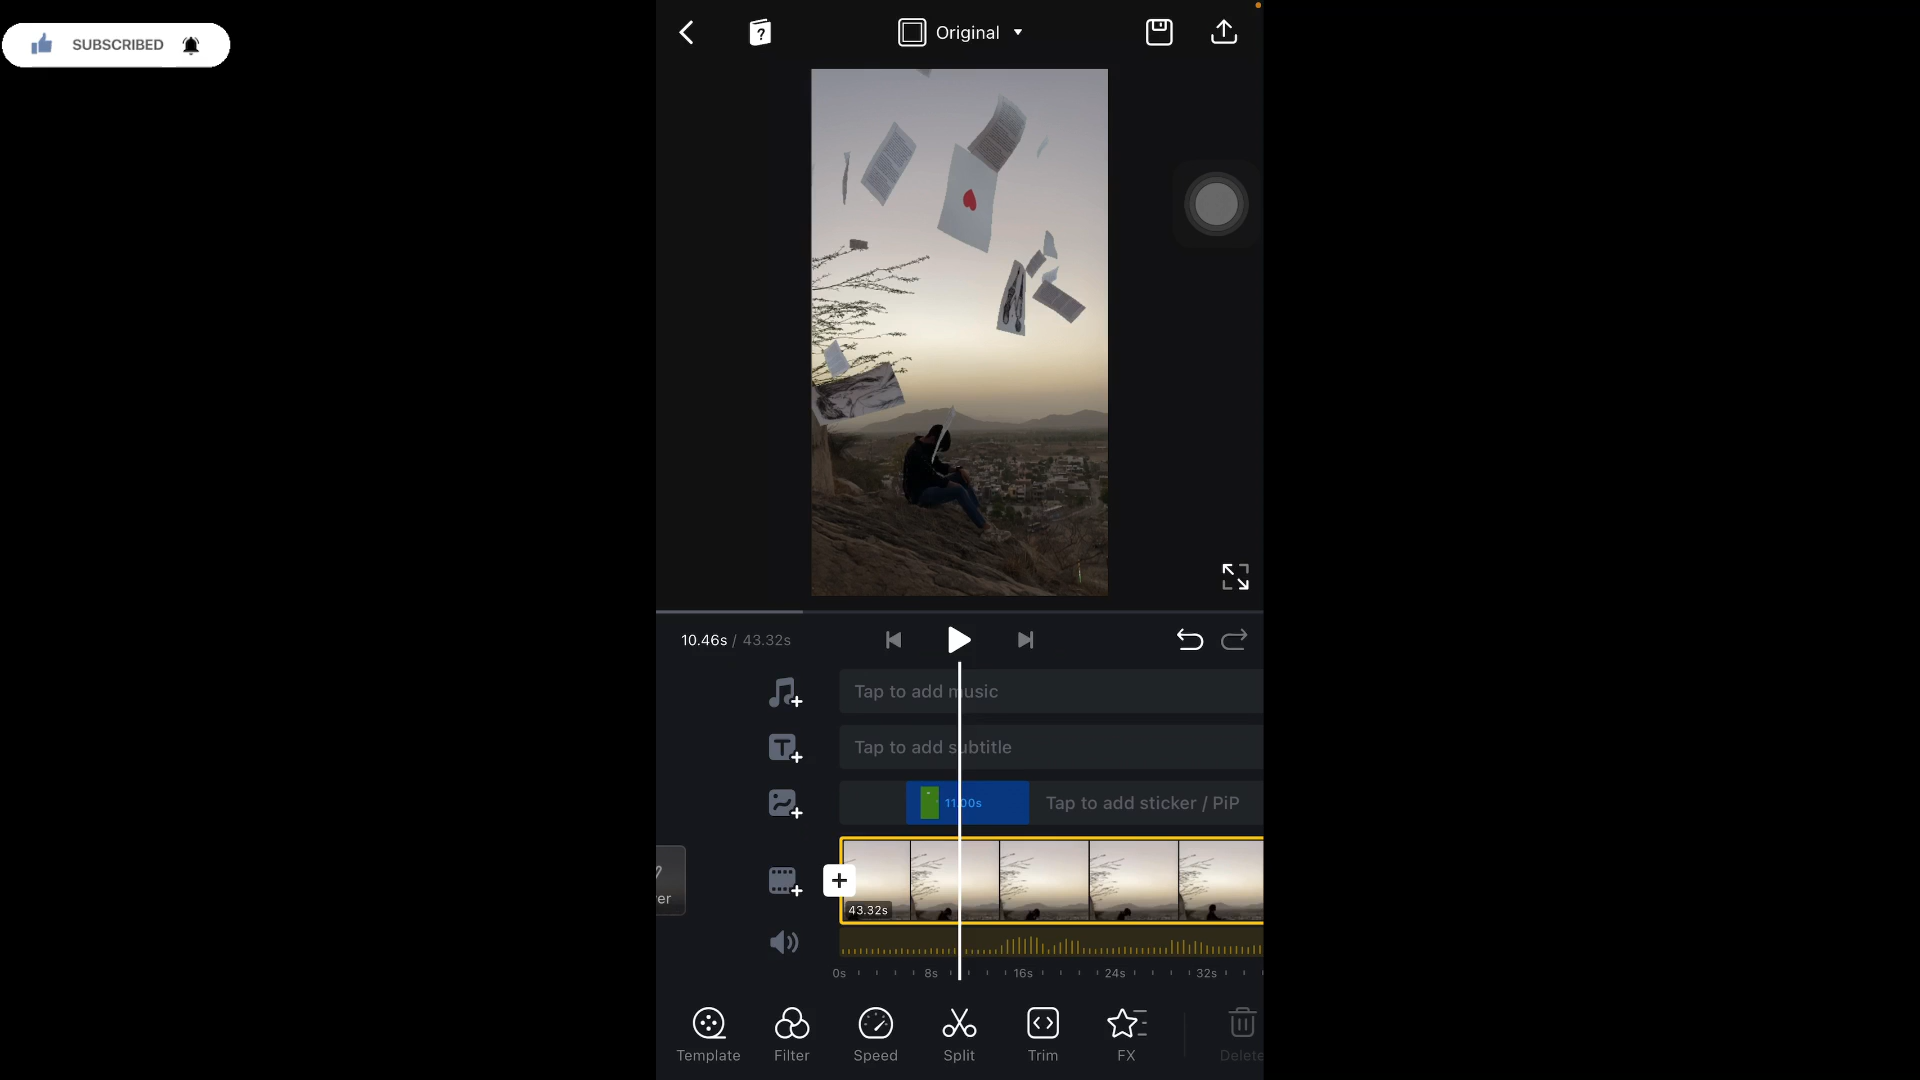 SUBSCRIBED
?
Original
10.46s / 43.32s
Tap to add music
T
Tap to add subtitle
11.00s
Tap to add sticker / PiP
er
43.32s
0s 8s 16s 24s 32s
Template Filter Speed Split Trim FX Delete